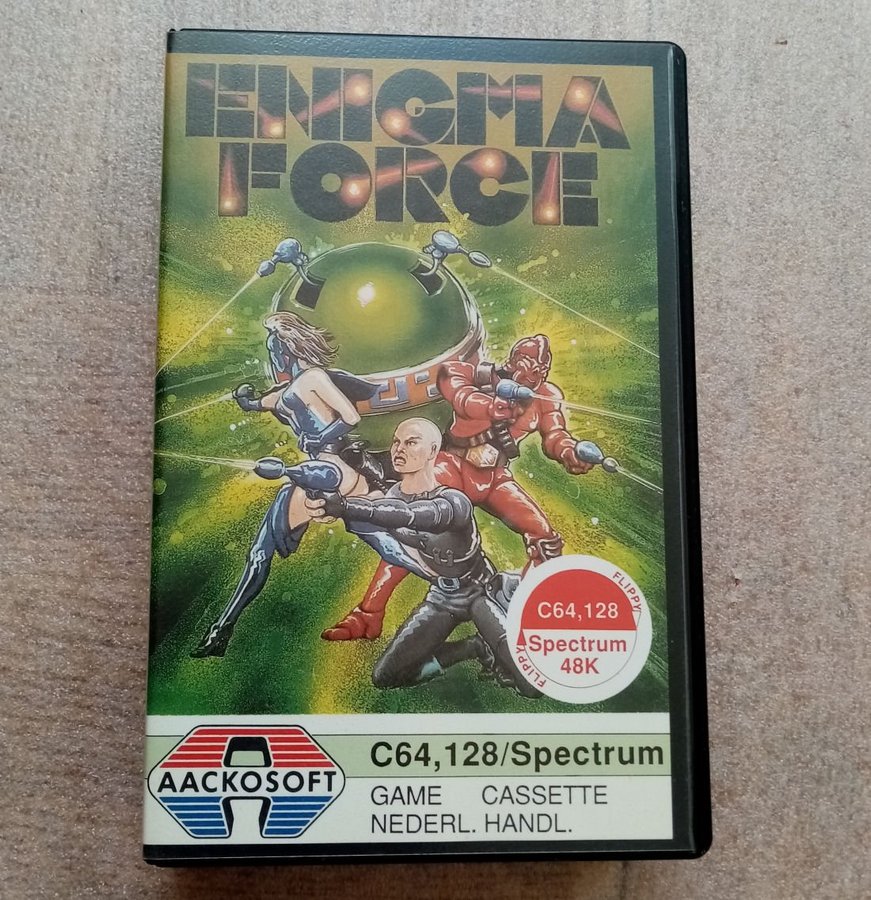 ENIGMA
FORCE
FLIPPY
C64,128
Spectrum
48K
FLIPPY
AACKOSOFT
C64,128/Spectrum
GAME CASSETTE
NEDERL. HANDL.